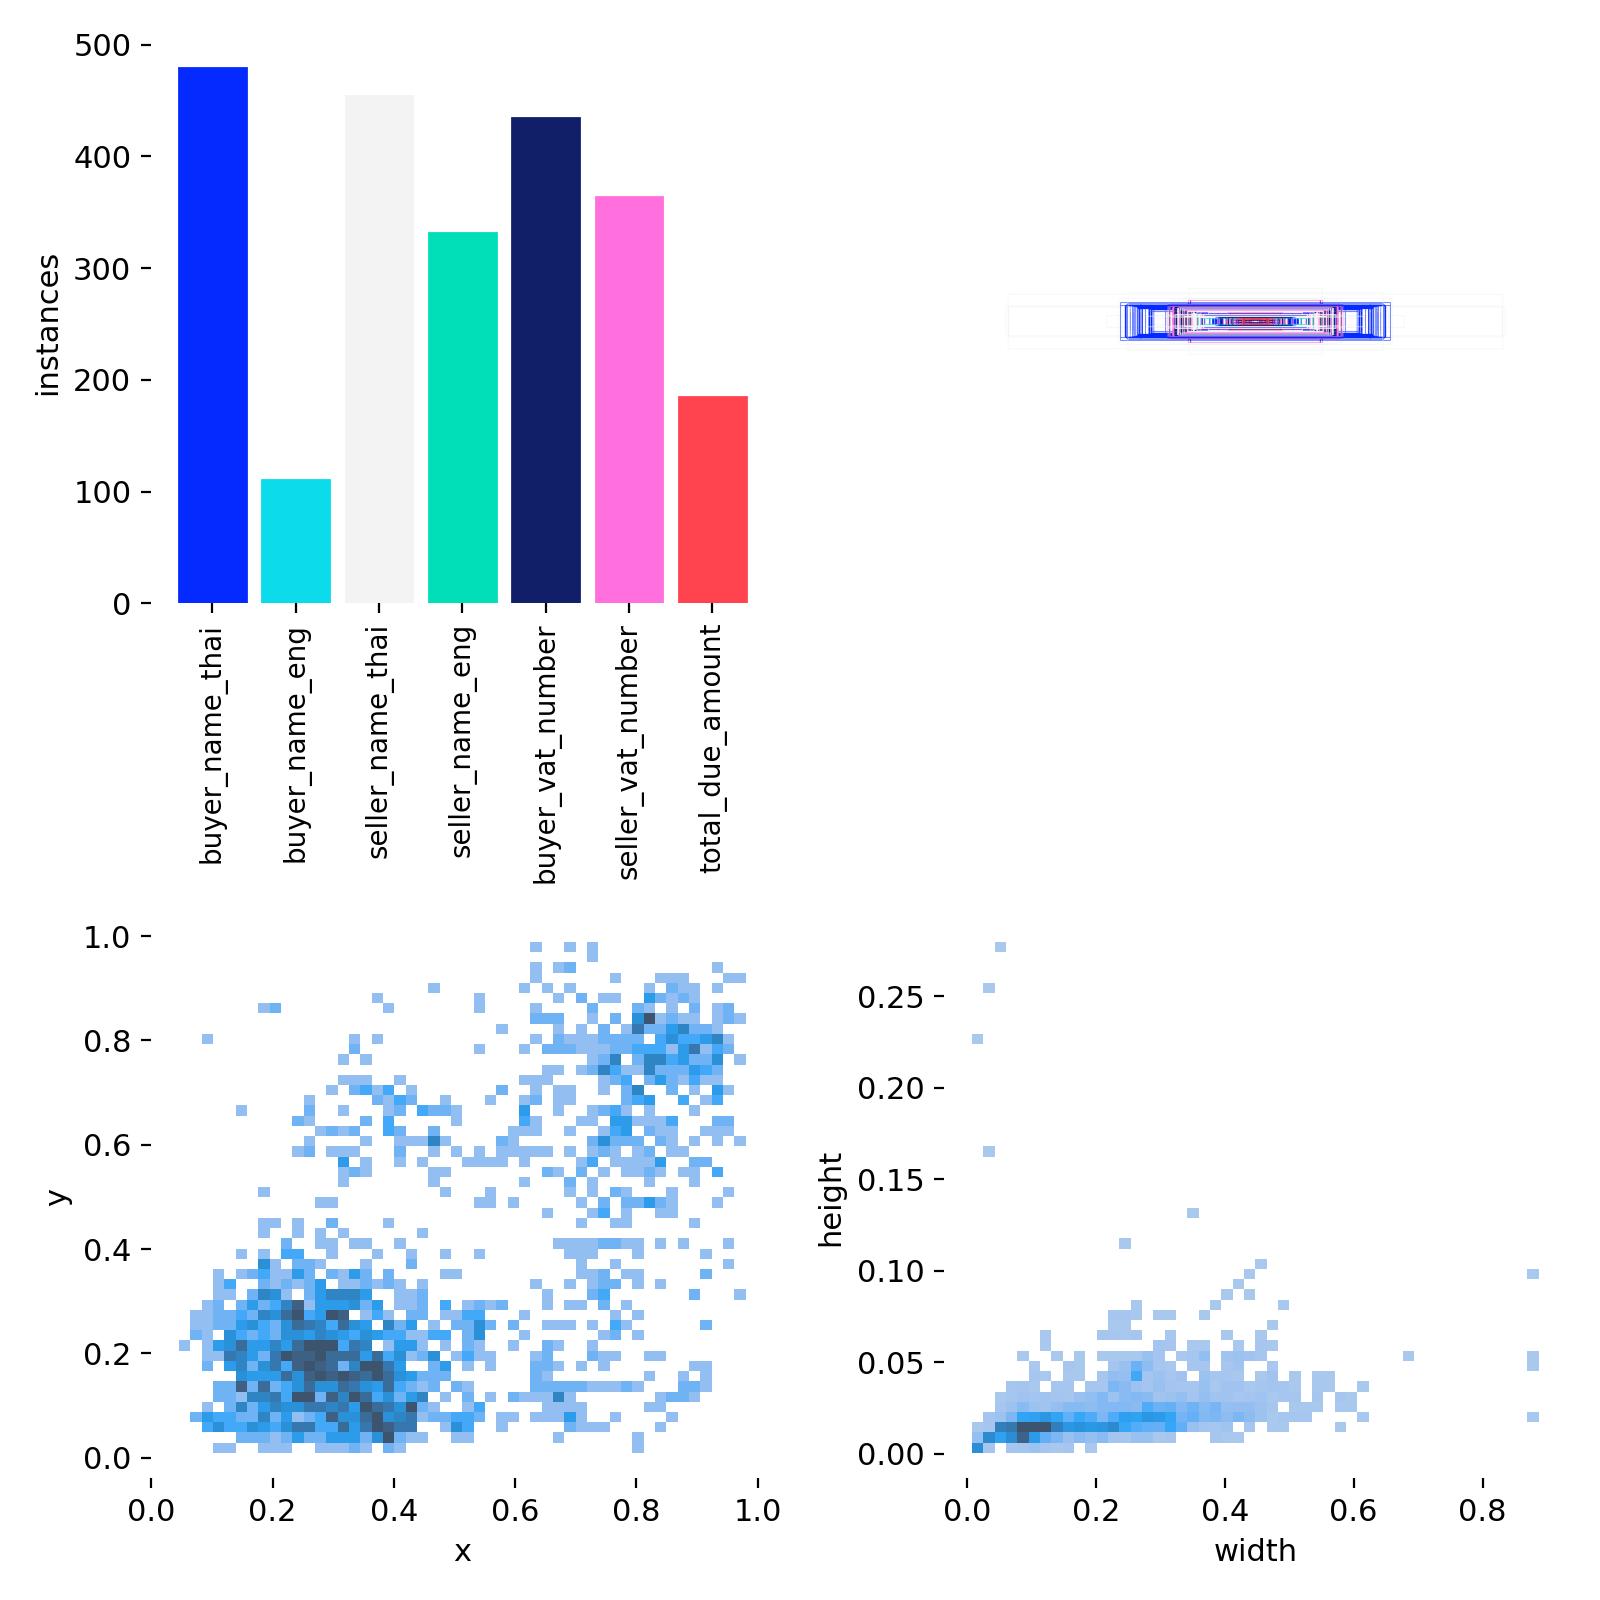 500
400
300
200
100
0
instances
buyer_name_thai
buyer_name_eng
seller_name_thai
seller_name_eng
buyer_vat_number
seller_vat_number
total_due_amount
1.0
0.8
0.6
0.4
0.2
0.0
y
0.0 0.2 0.4 0.6 0.8 1.0
x
0.25
0.20
0.15
0.10
0.05
0.00
height
0.0 0.2 0.4 0.6 0.8
width